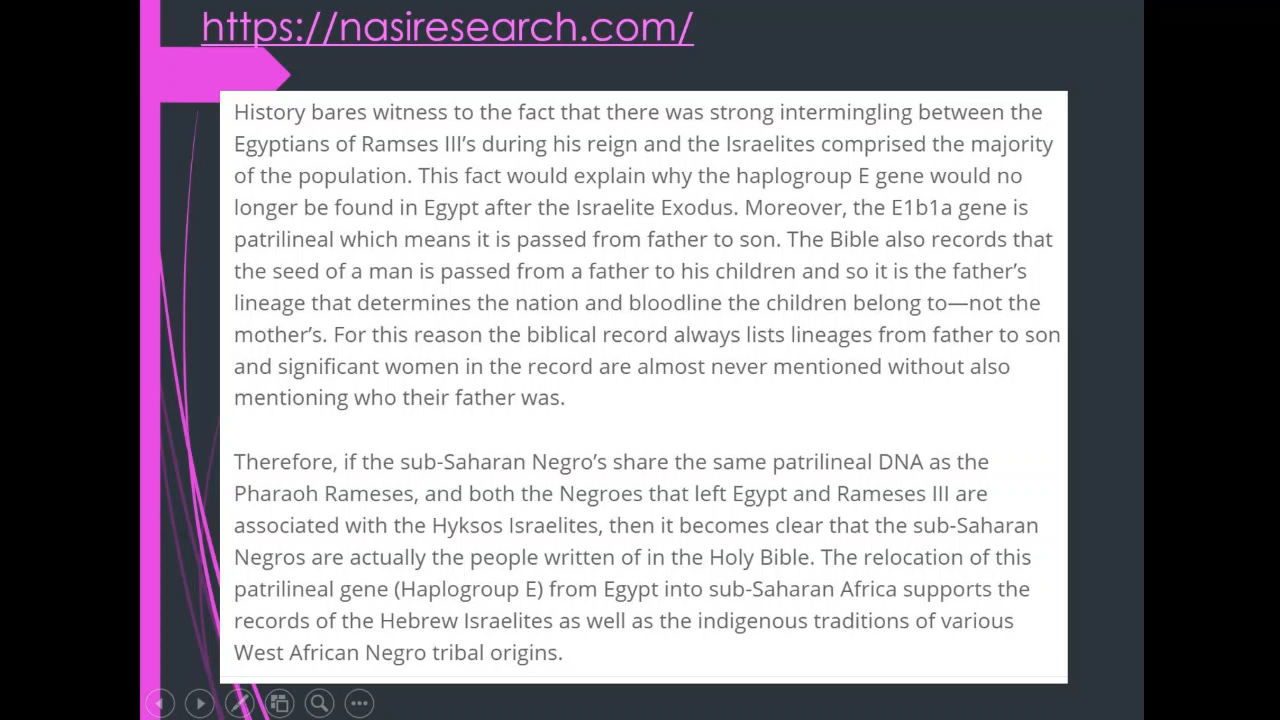 https://nasiresearch.com/
History bares witness to the fact that there was strong intermingling between the
Egyptians of Ramses III's during his reign and the Israelites comprised the majority
of the population. This fact would explain why the haplogroup E gene would no
longer be found in Egypt after the Israelite Exodus. Moreover, the E1b1a gene is
patrilineal which means it is passed from father to son. The Bible also records that
the seed of a man is passed from a father to his children and so it is the father's
lineage that determines the nation and bloodline the children belong to—not the
mother's. For this reason the biblical record always lists lineages from father to son
and significant women in the record are almost never mentioned without also
mentioning who their father was.
Therefore, if the sub-Saharan Negro's share the same patrilineal DNA as the
Pharaoh Rameses, and both the Negroes that left Egypt and Rameses III are
associated with the Hyksos Israelites, then it becomes clear that the sub-Saharan
Negros are actually the people written of in the Holy Bible. The relocation of this
patrilineal gene (Haplogroup E) from Egypt into sub-Saharan Africa supports the
records of the Hebrew Israelites as well as the indigenous traditions of various
West African Negro tribal origins.